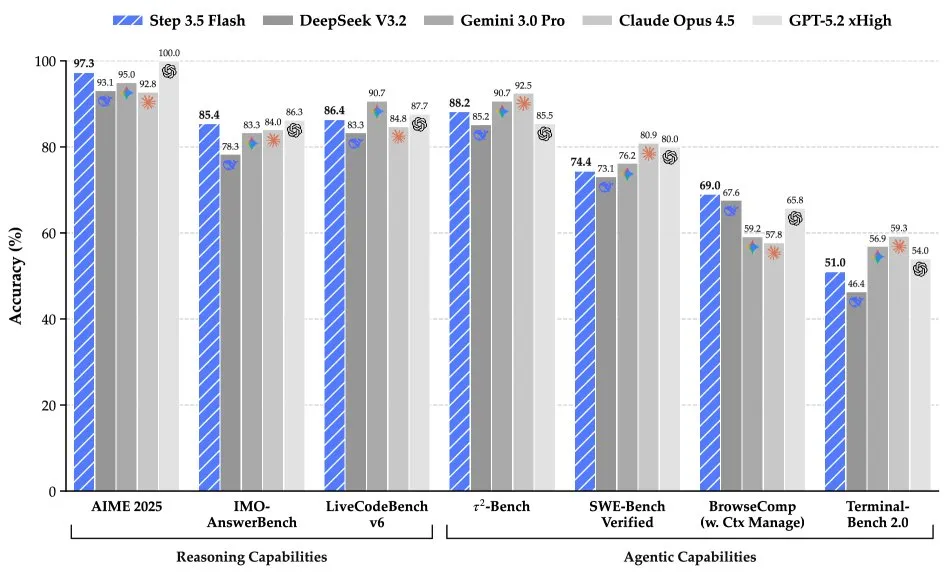 Step 3.5 Flash DeepSeek V3.2 Gemini 3.0 Pro Claude Opus 4.5 GPT-5.2 xHigh
Accuracy (%)
100
80
60
40
20
0
97.3 93.1 95.0 92.8 100.0
85.4 78.3 83.3 84.0 86.3
86.4 83.3 90.7 84.8 87.7
88.2 85.2 90.7 92.5 85.5
74.4 73.1 76.2 80.9 80.0
69.0 67.6 59.2 57.8 65.8
51.0 46.4 56.9 59.3 54.0
AIME 2025
IMO-
AnswerBench
LiveCodeBench
v6
τ²-Bench
SWE-Bench
Verified
BrowseComp
(w. Ctx Manage)
Terminal-
Bench 2.0
Reasoning Capabilities
Agentic Capabilities